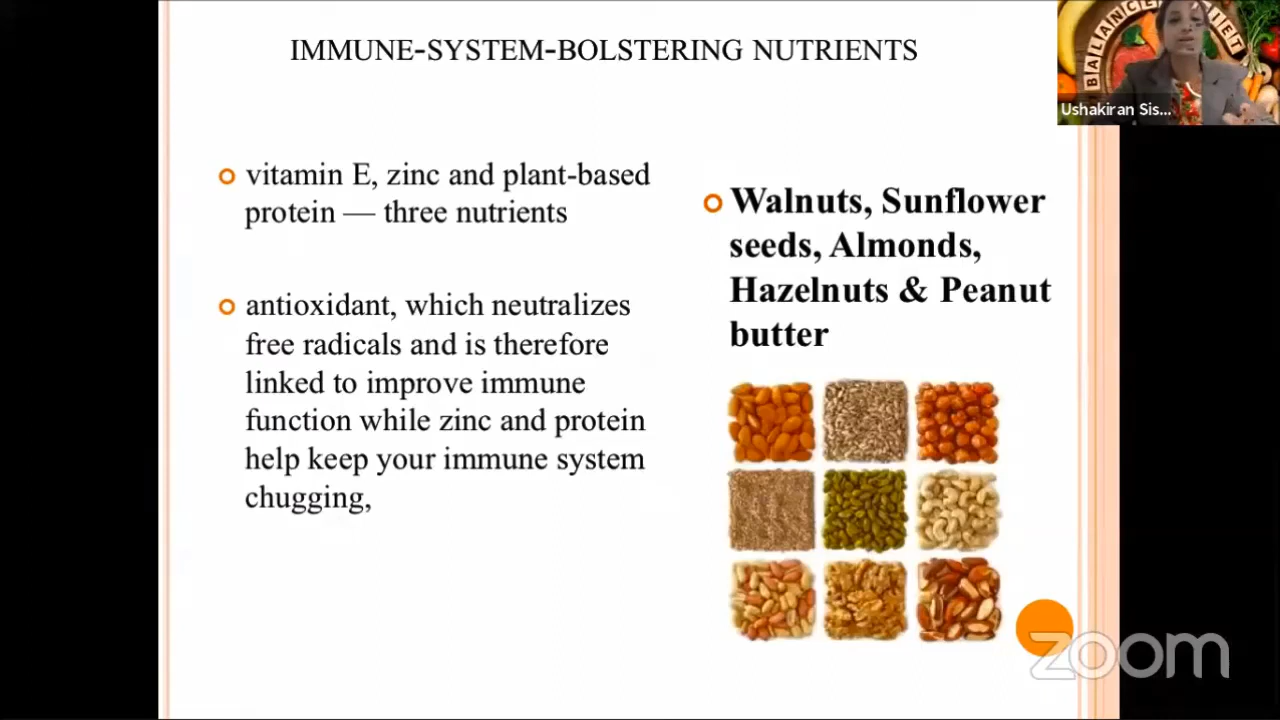 IMMUNE-SYSTEM-BOLSTERING NUTRIENTS
BALANCE DIET
Ushakiran Sis...
vitamin E, zinc and plant-based
protein — three nutrients
antioxidant, which neutralizes
free radicals and is therefore
linked to improve immune
function while zinc and protein
help keep your immune system
chugging,
Walnuts, Sunflower
seeds, Almonds,
Hazelnuts & Peanut
butter
zoom